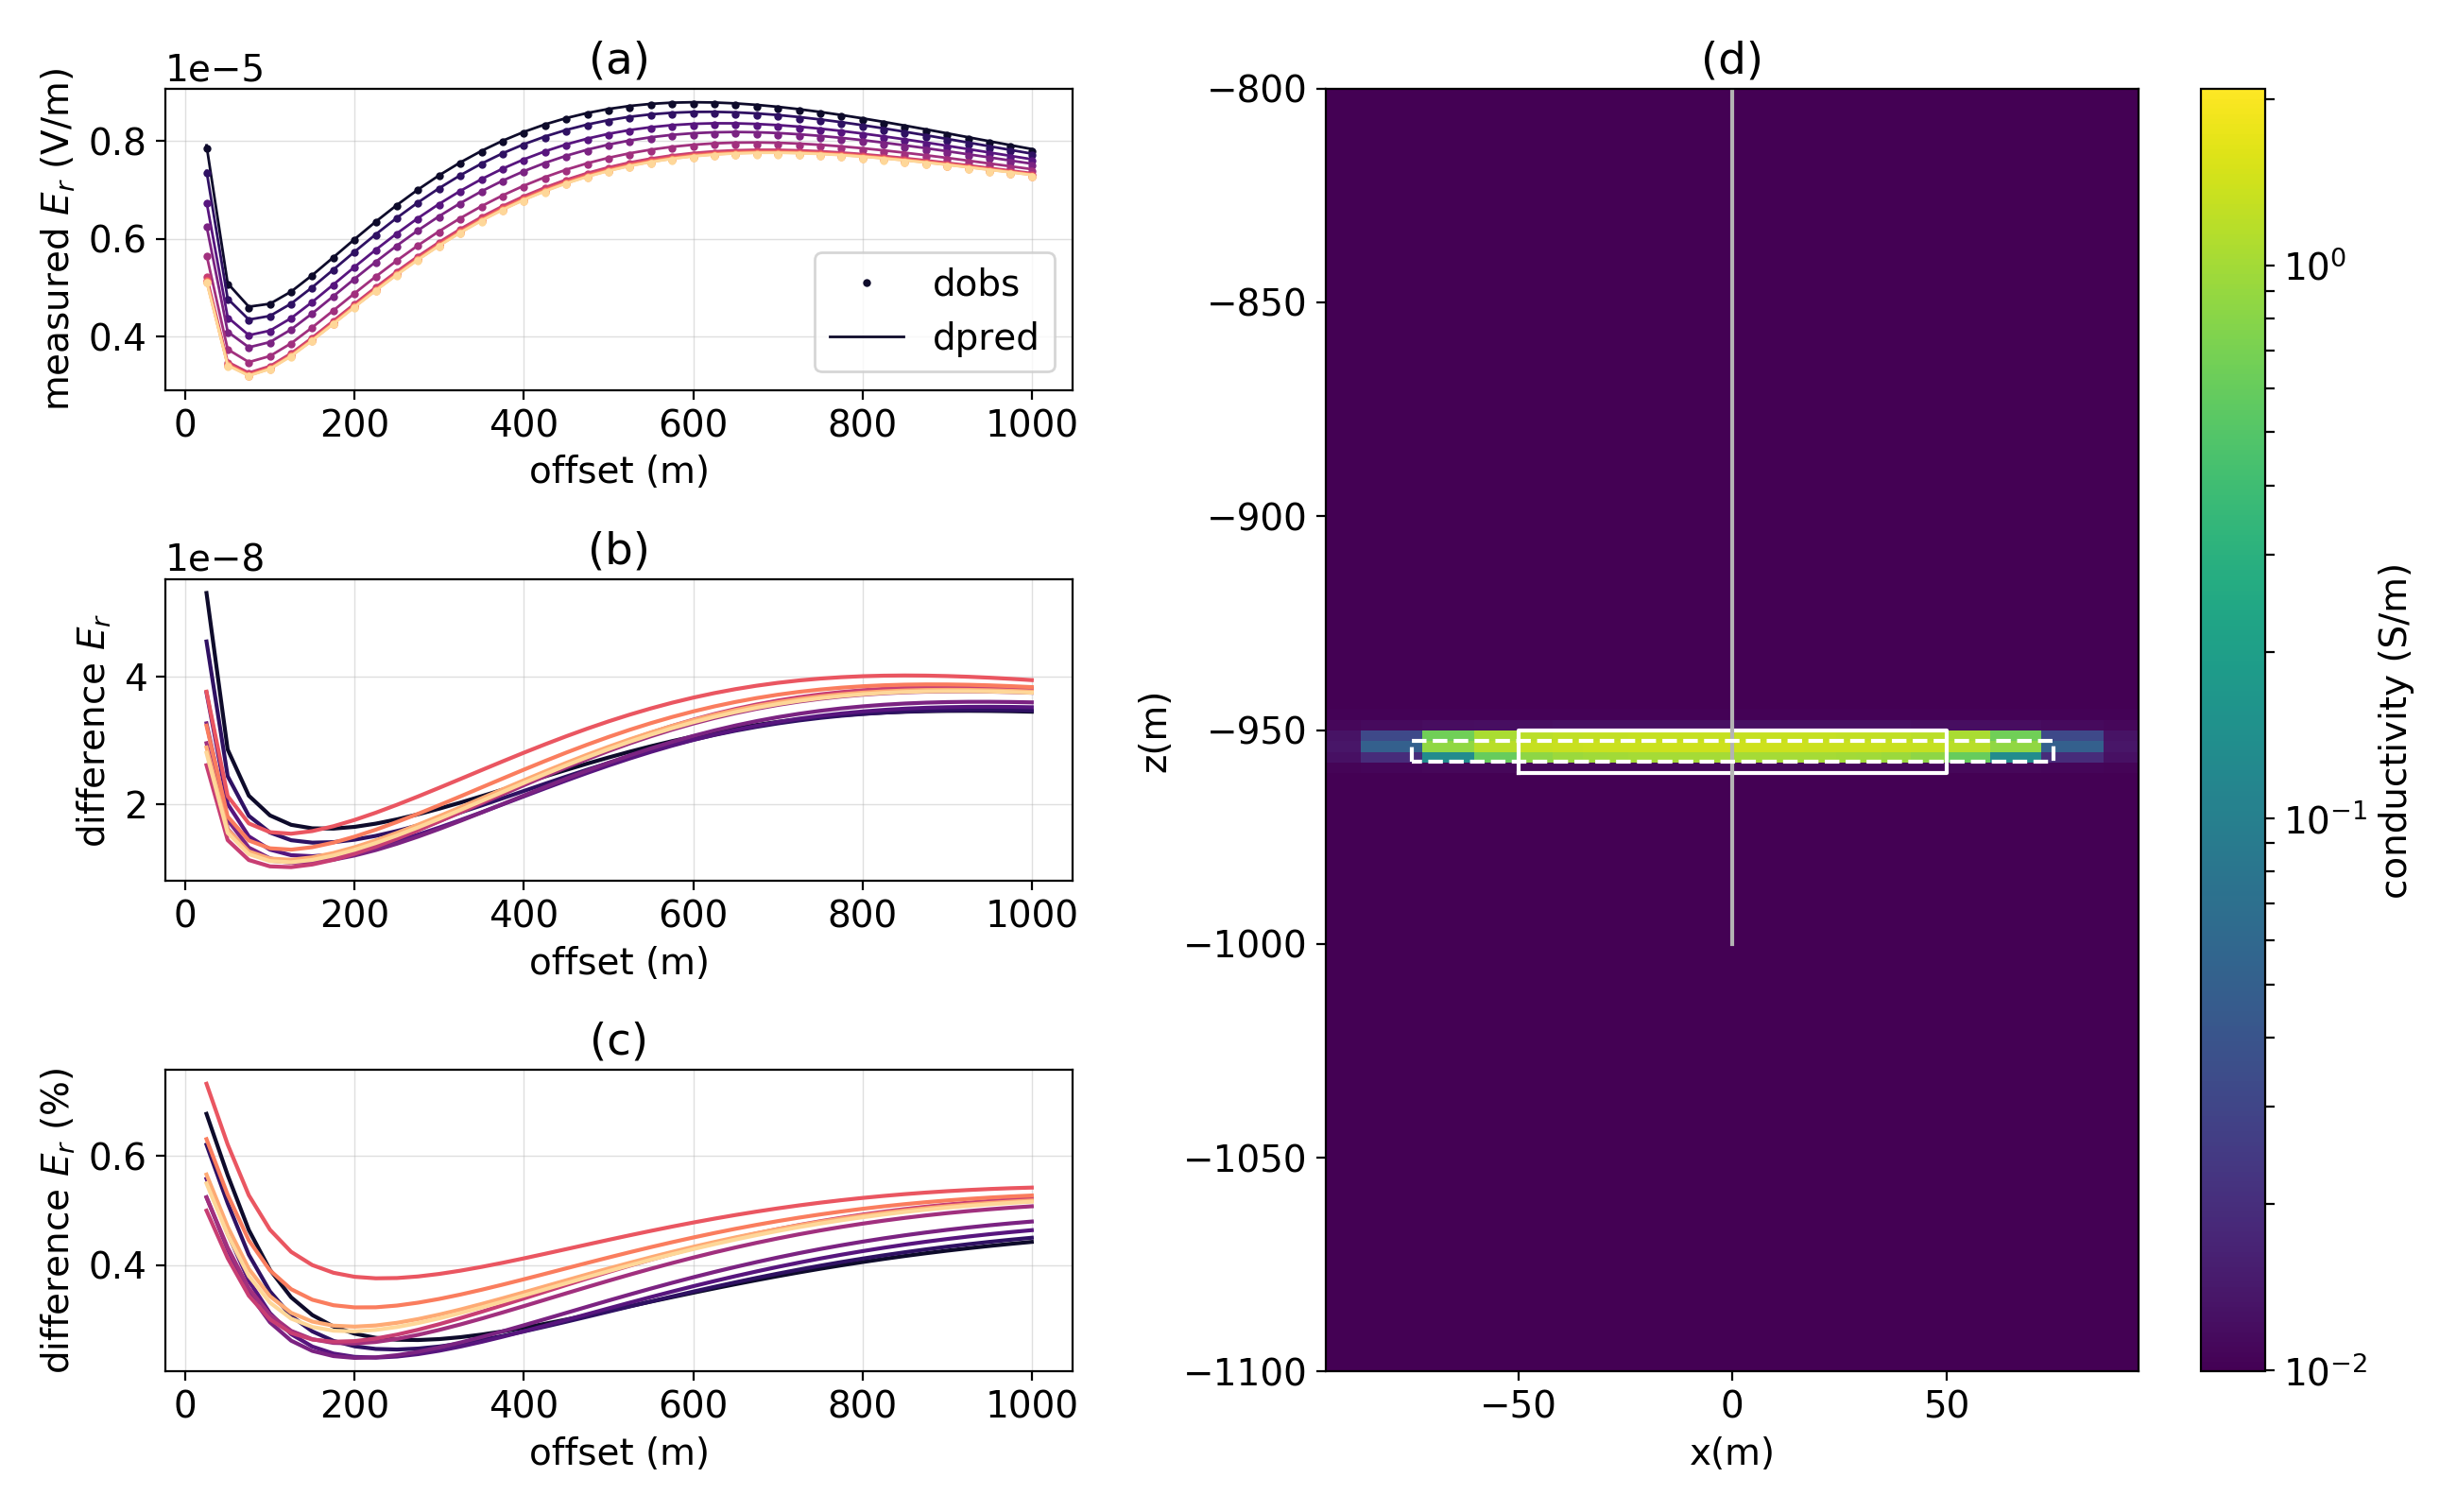 (a)
1e−5
measured E_r (V/m)
0.8
0.6
0.4
dobs
dpred
0 200 400 600 800 1000
offset (m)
(b)
1e−8
difference E_r
4
2
0 200 400 600 800 1000
offset (m)
(c)
difference E_r (%)
0.6
0.4
0 200 400 600 800 1000
offset (m)
(d)
z(m)
−800
−850
−900
−950
−1000
−1050
−1100
−50 0 50
x(m)
10^0
10^−1
10^−2
conductivity (S/m)